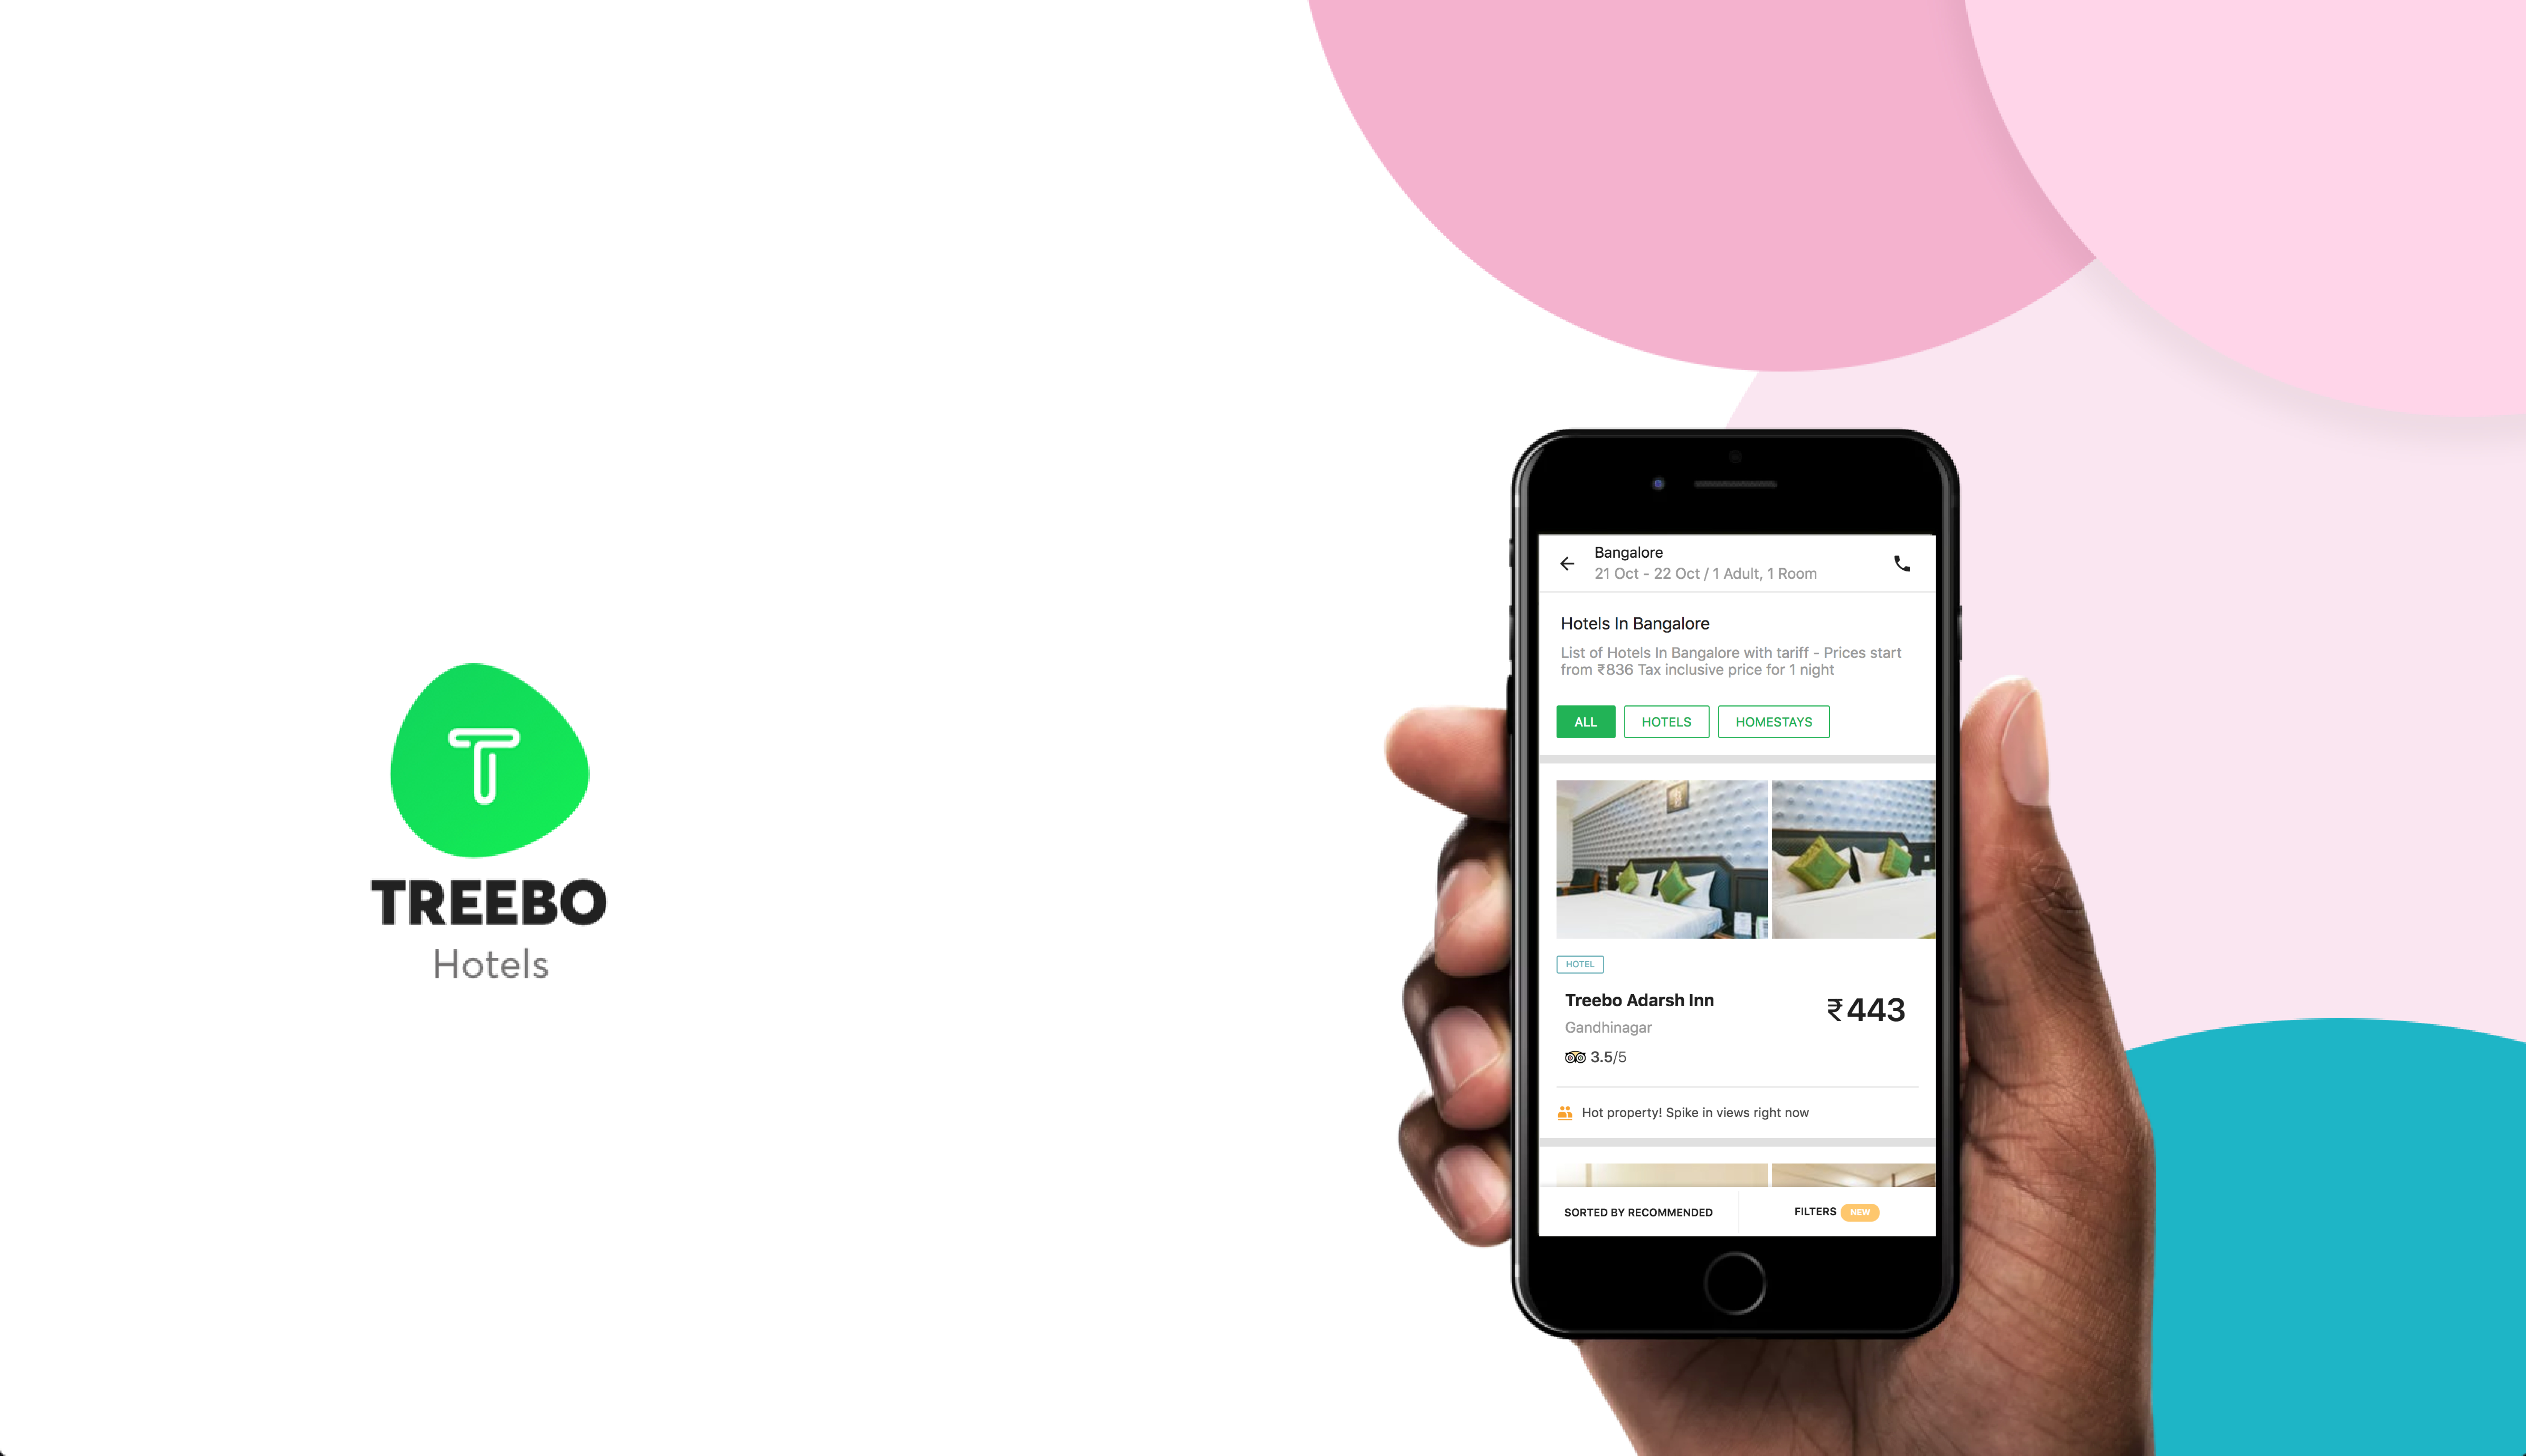 T
TREEBO
Hotels
Bangalore
21 Oct - 22 Oct / 1 Adult, 1 Room
Hotels In Bangalore
List of Hotels In Bangalore with tariff - Prices start
from ₹836 Tax inclusive price for 1 night
ALL HOTELS HOMESTAYS
HOTEL
Treebo Adarsh Inn
₹443
Gandhinagar
3.5/5
Hot property! Spike in views right now
SORTED BY RECOMMENDED FILTERS NEW